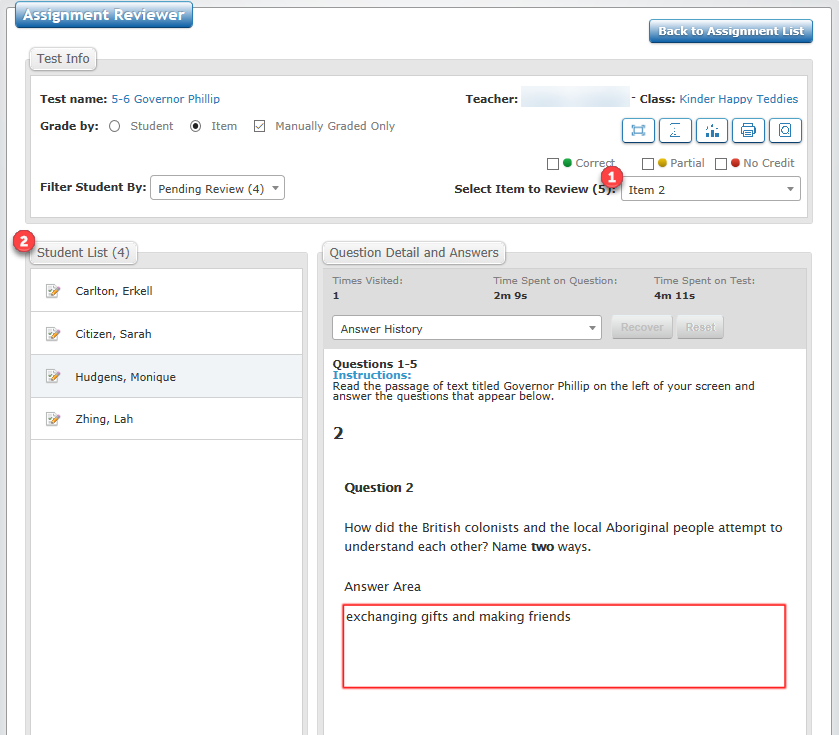 Assignment Reviewer
Back to Assignment List
Test Info
Test name: 5-6 Governor Phillip
Teacher: - Class: Kinder Happy Teddies
Grade by: Student Item Manually Graded Only
Correct Partial No Credit
Filter Student By: Pending Review (4)
Select Item to Review (5): Item 2
1
2
Student List (4)
Carlton, Erkell
Citizen, Sarah
Hudgens, Monique
Zhing, Lah
Question Detail and Answers
Times Visited: Time Spent on Question: Time Spent on Test:
1 2m 9s 4m 11s
Answer History Recover Reset
Questions 1-5
Instructions:
Read the passage of text titled Governor Phillip on the left of your screen and
answer the questions that appear below.
2
Question 2
How did the British colonists and the local Aboriginal people attempt to
understand each other? Name two ways.
Answer Area
exchanging gifts and making friends